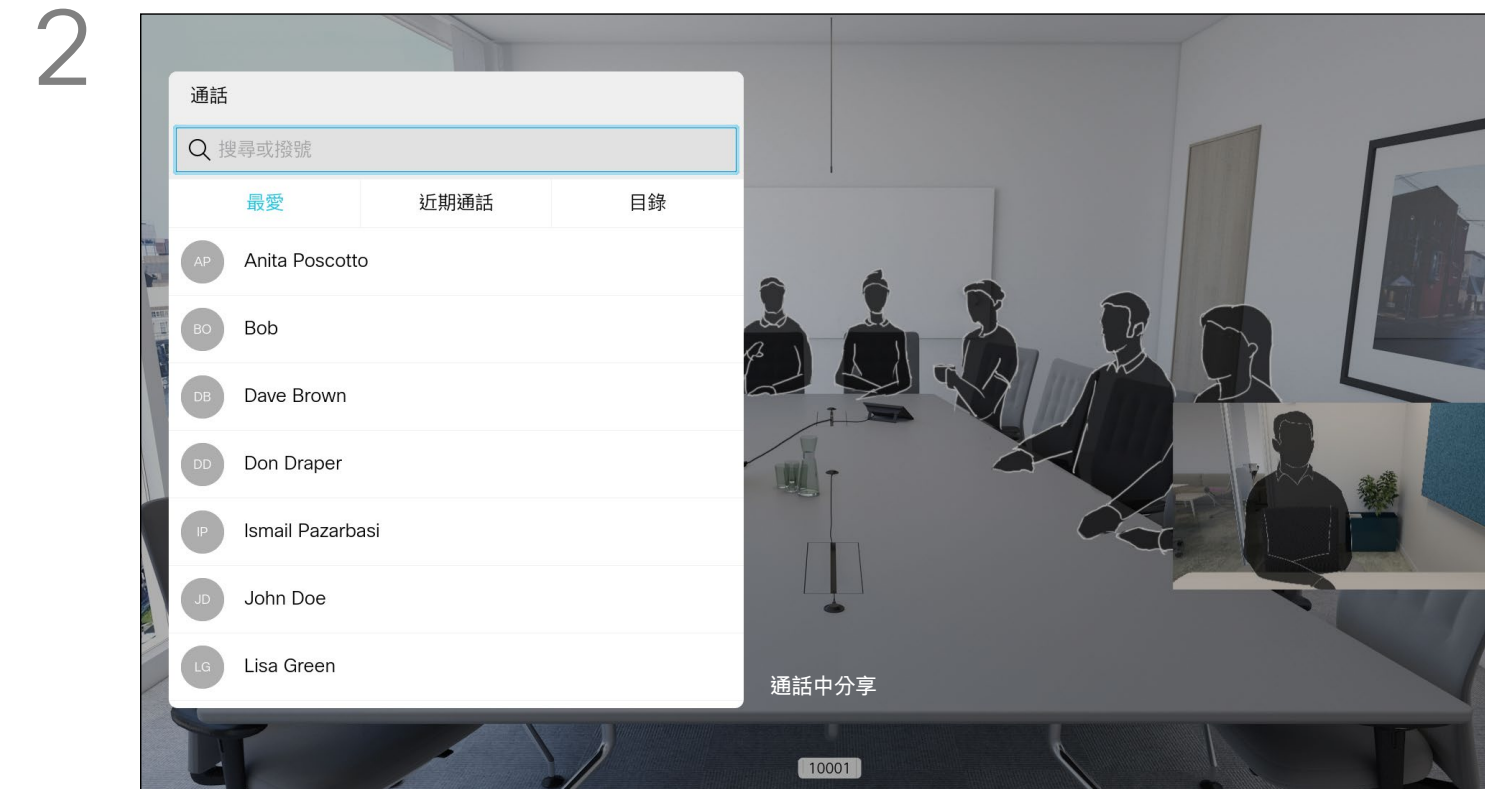 2
通話
搜尋或撥號
最愛 近期通話 目錄
AP Anita Poscotto
BO Bob
DB Dave Brown
DD Don Draper
IP Ismail Pazarbasi
JD John Doe
LG Lisa Green
通話中分享
10001